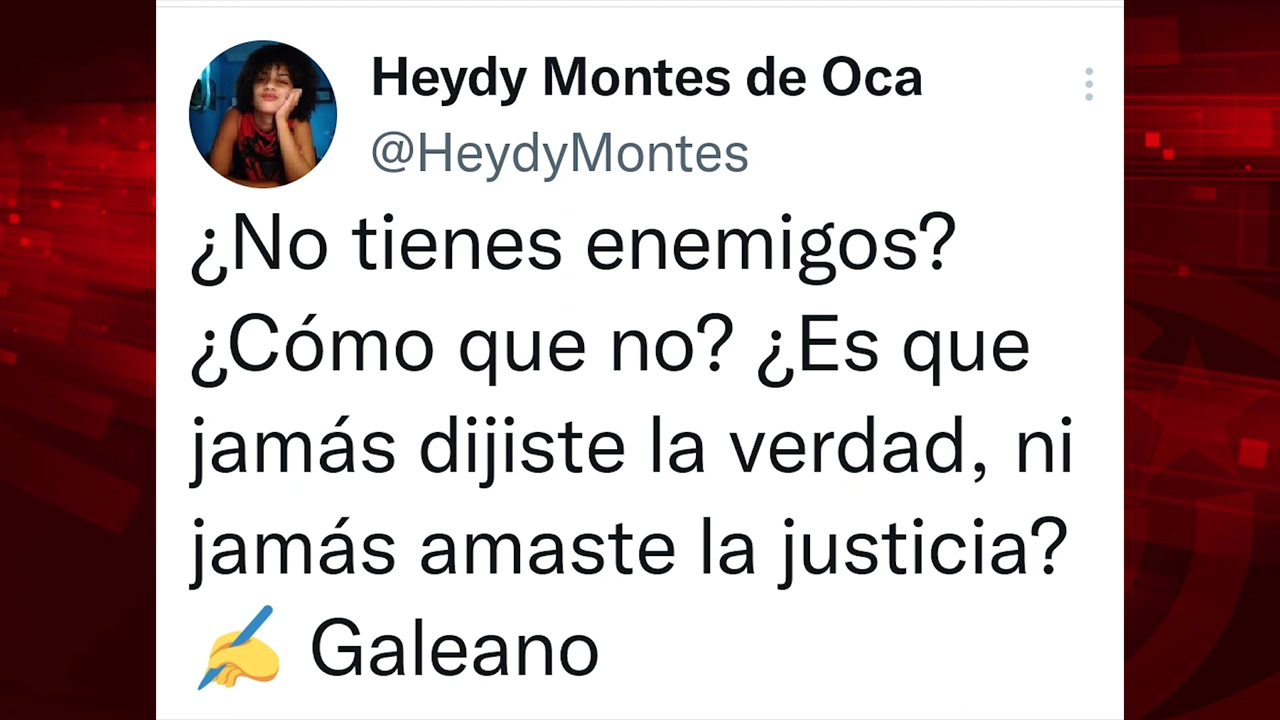 Heydy Montes de Oca
@HeydyMontes
¿No tienes enemigos?
¿Cómo que no? ¿Es que
jamás dijiste la verdad, ni
jamás amaste la justicia?
✍️ Galeano